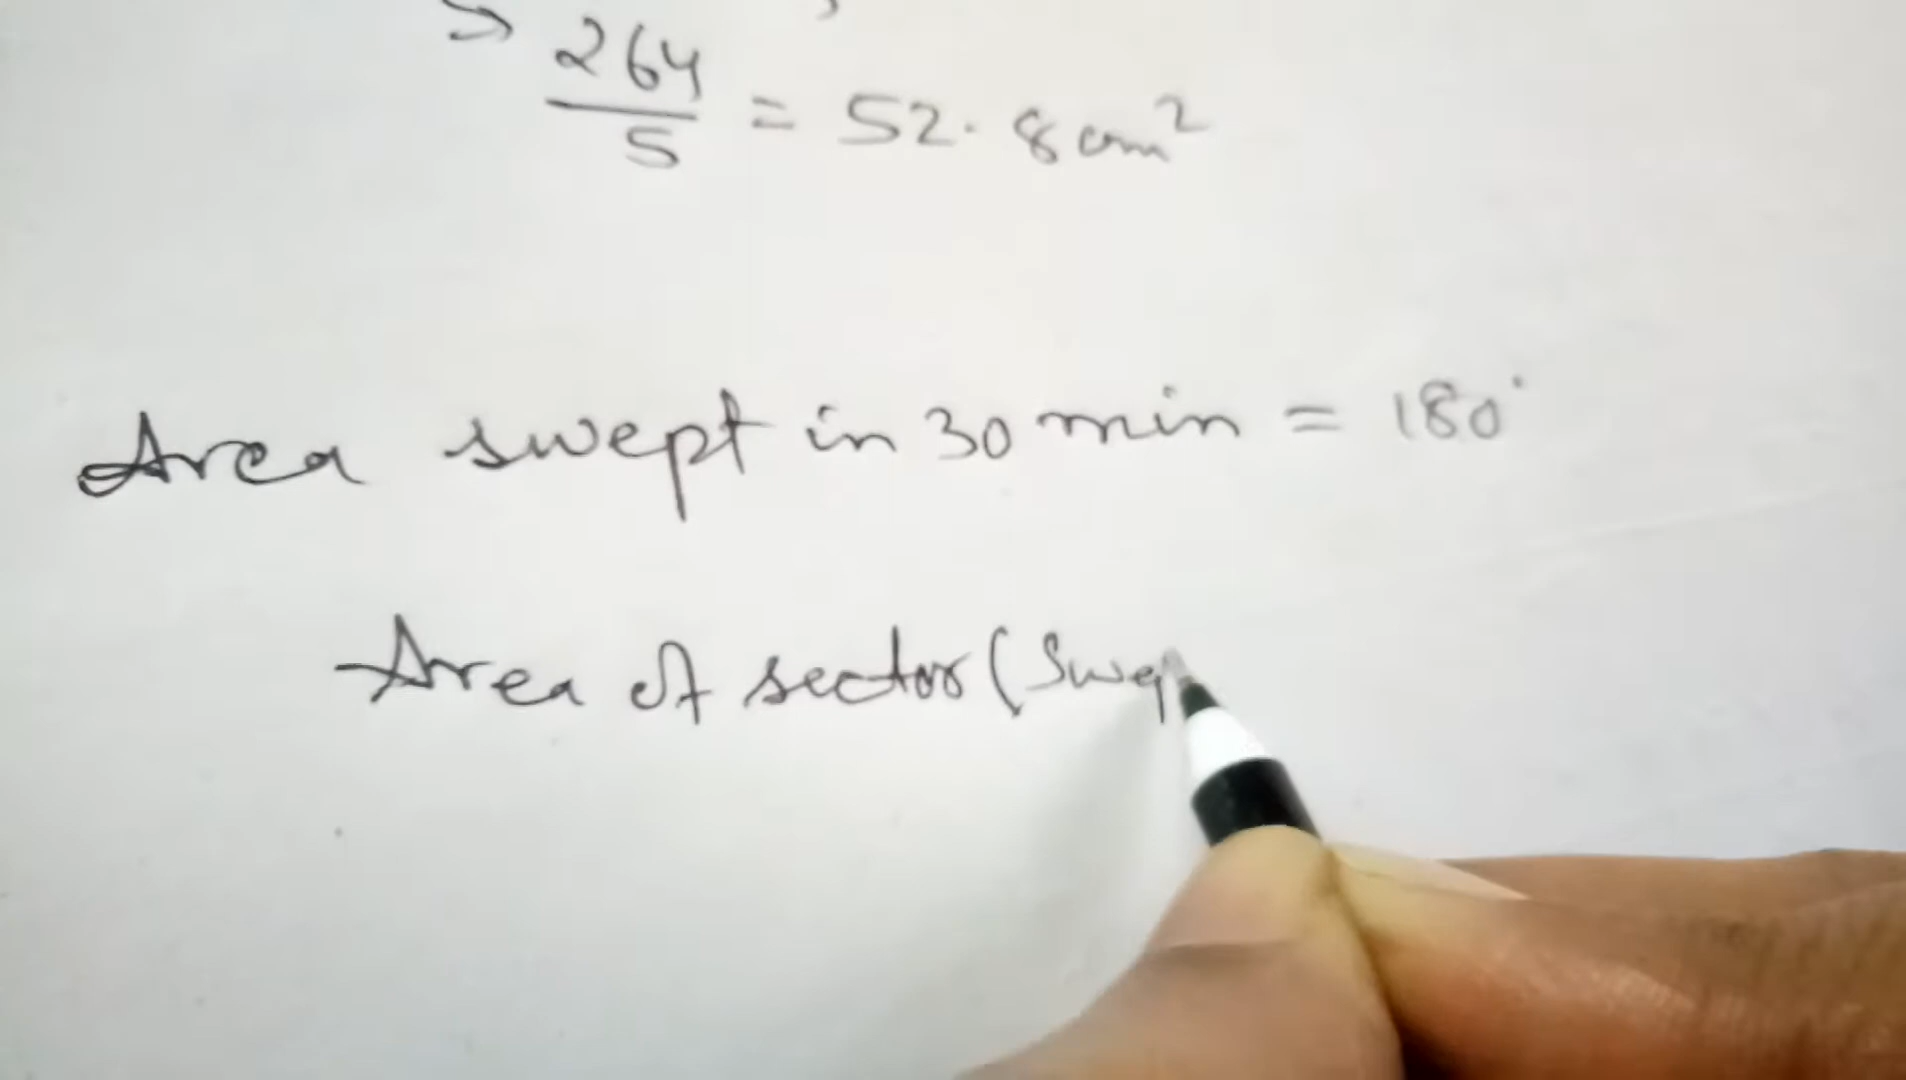 → 264
— = 52.8 cm²
5
Area swept in 30 min = 180°
Area of sector (Swep